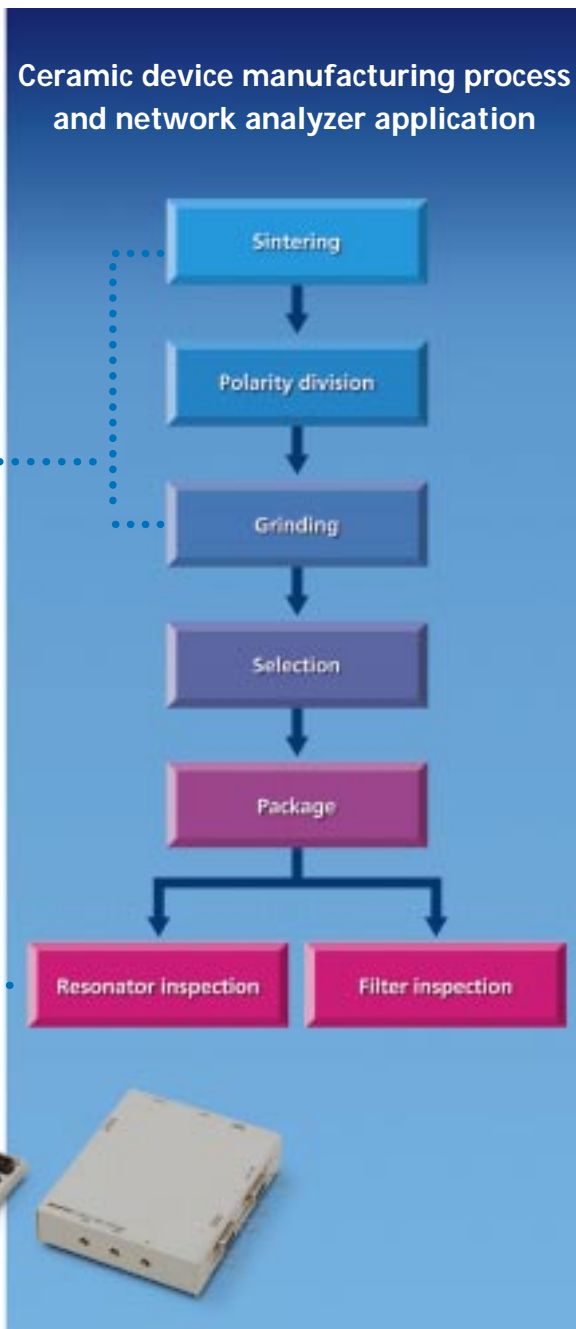 Ceramic device manufacturing process
and network analyzer application
Sintering
Polarity division
Grinding
Selection
Package
Resonator inspection
Filter inspection